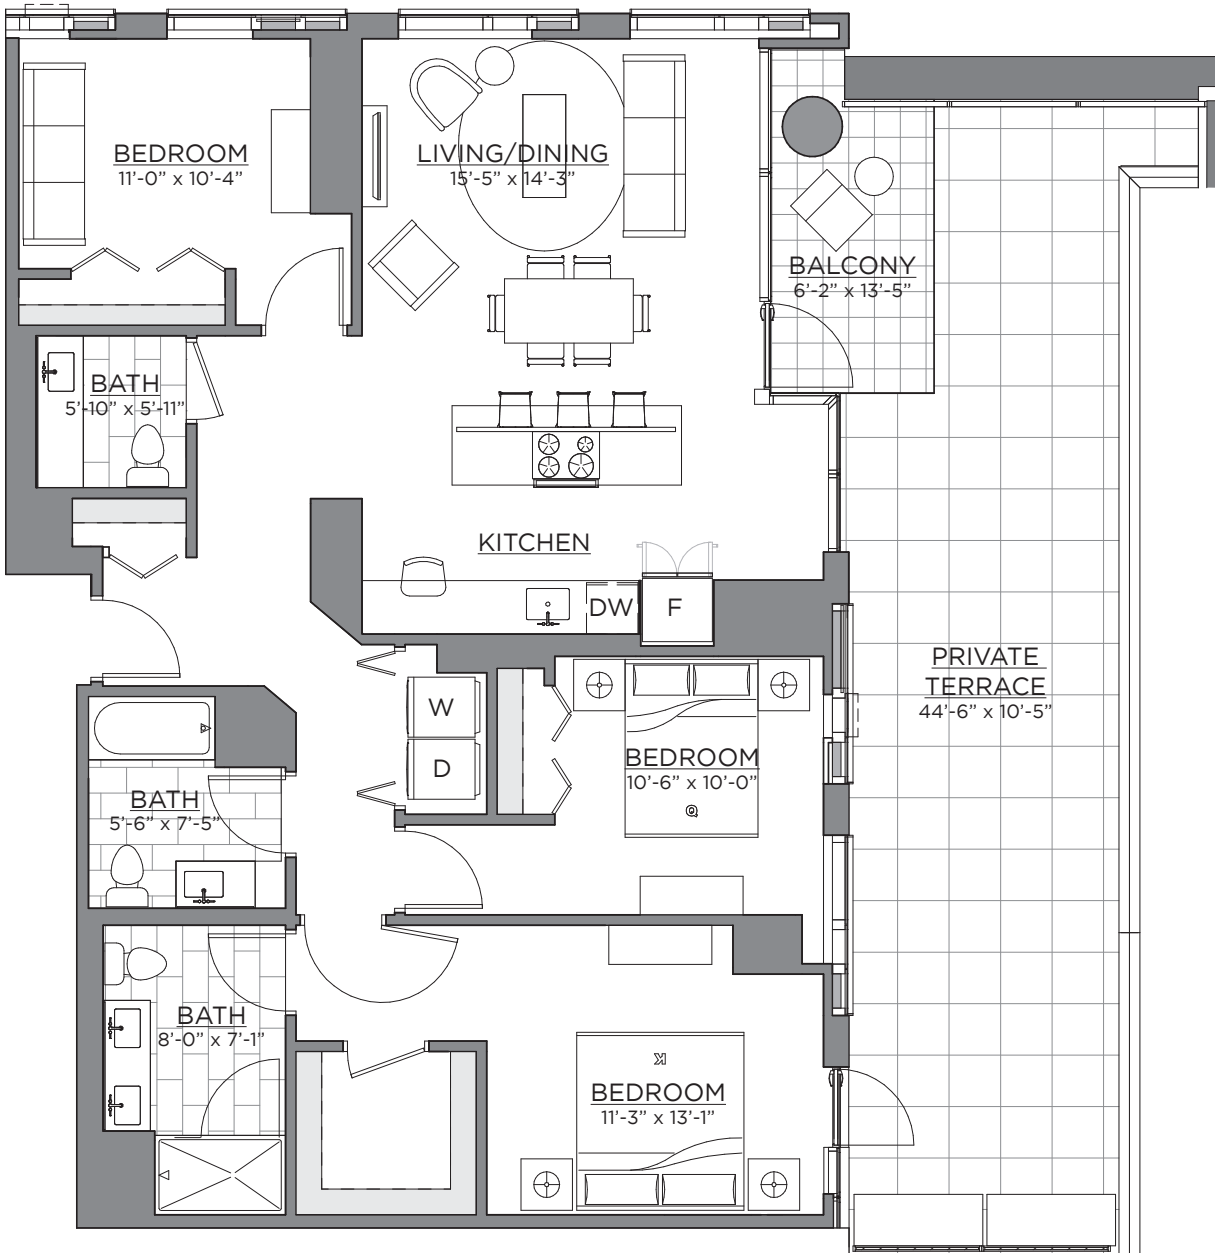 BEDROOM
11'-0" x 10'-4"
LIVING/DINING
15'-5" x 14'-3"
BALCONY
6'-2" x 13'-5"
BATH
5'-10" x 5'-11"
KITCHEN
DW
F
PRIVATE
TERRACE
44'-6" x 10'-5"
W
D
BEDROOM
10'-6" x 10'-0"
Q
BATH
5'-6" x 7'-5"
BATH
8'-0" x 7'-1"
K
BEDROOM
11'-3" x 13'-1"